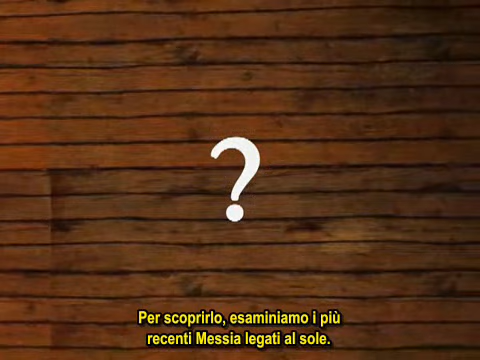 ?
Per scoprirlo, esaminiamo i più
recenti Messia legati al sole.